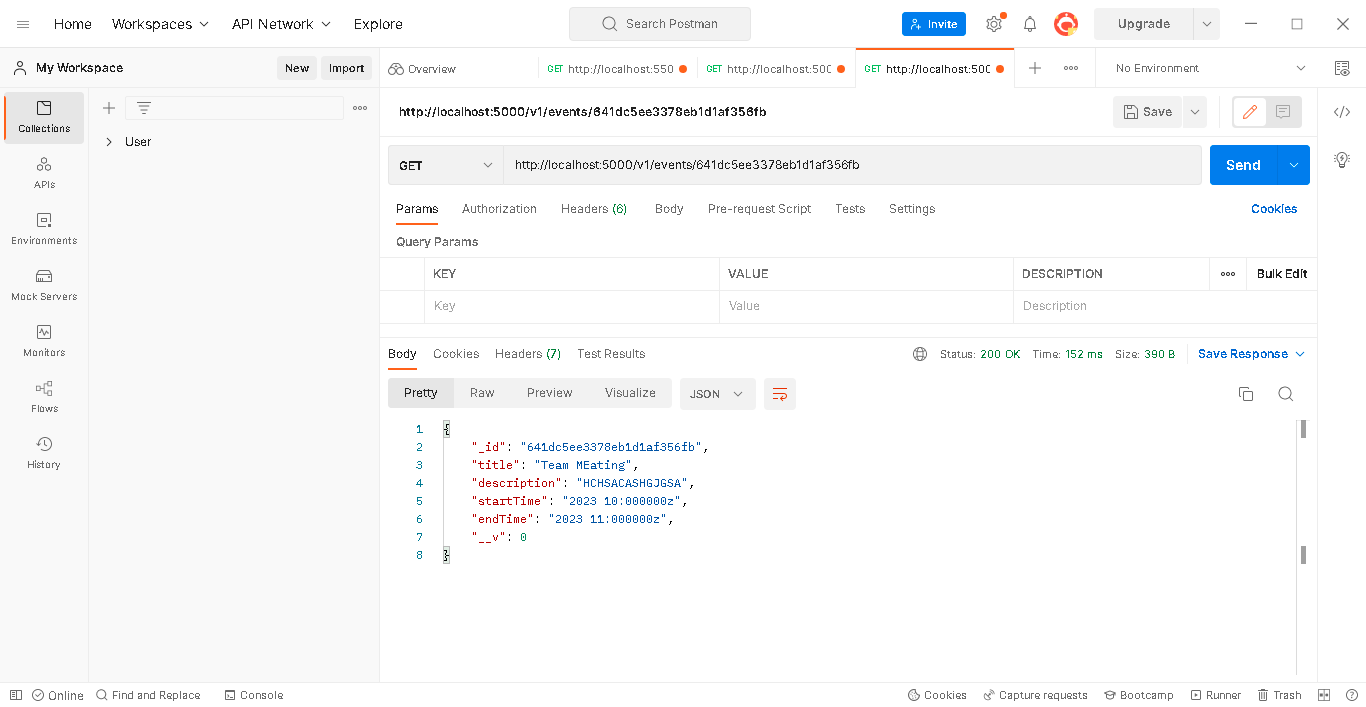 Home Workspaces API Network Explore Search Postman Invite Upgrade
My Workspace New Import Overview GET http://localhost:550 GET http://localhost:500 GET http://localhost:500 No Environment
Collections
APIs
Environments
Mock Servers
Monitors
Flows
History
User
http://localhost:5000/v1/events/641dc5ee3378eb1d1af356fb Save
GET http://localhost:5000/v1/events/641dc5ee3378eb1d1af356fb Send
Params Authorization Headers (6) Body Pre-request Script Tests Settings Cookies
Query Params
KEY VALUE DESCRIPTION Bulk Edit
Key Value Description
Body Cookies Headers (7) Test Results Status: 200 OK Time: 152 ms Size: 390 B Save Response
Pretty Raw Preview Visualize JSON
1 {
2 "_id": "641dc5ee3378eb1d1af356fb",
3 "title": "Team MEating",
4 "description": "HCHSACASHGJGSA",
5 "startTime": "2023 10:000000z",
6 "endTime": "2023 11:000000z",
7 "__v": 0
8 }
Online Find and Replace Console Cookies Capture requests Bootcamp Runner Trash